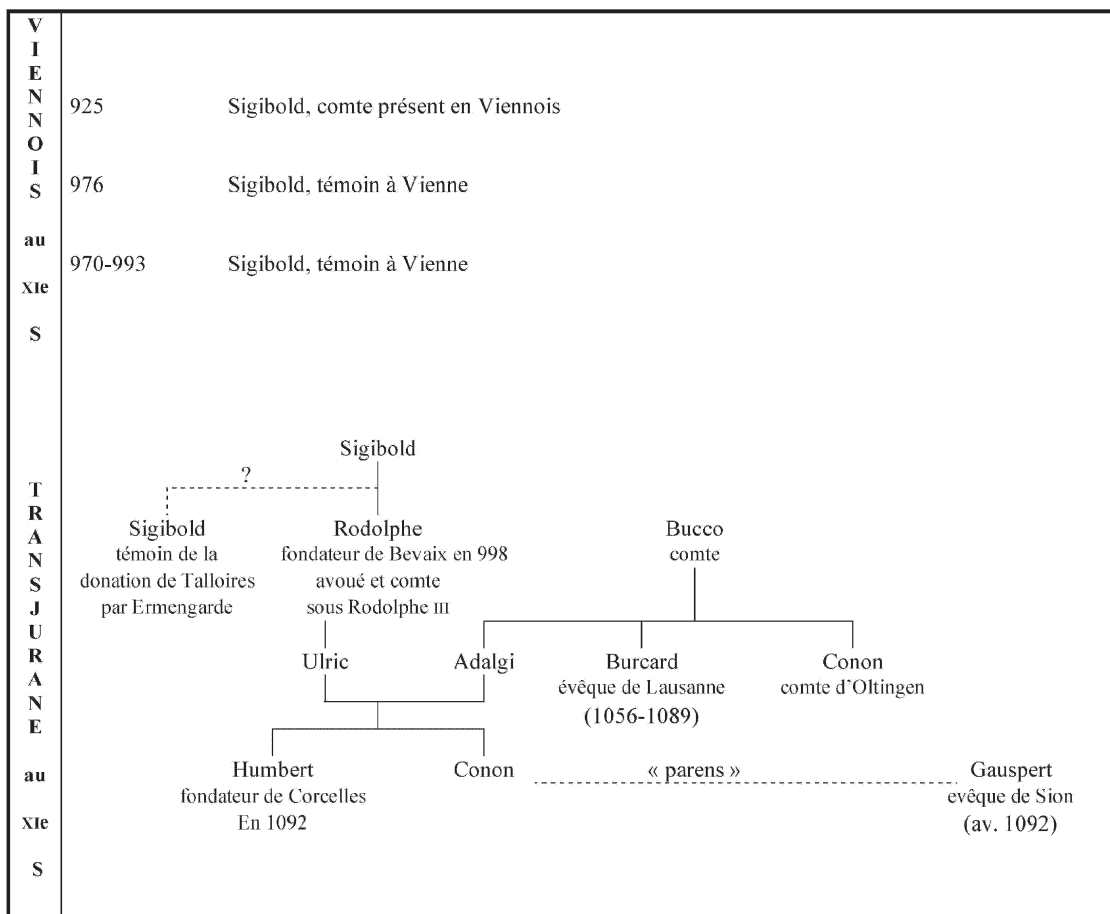 VIENNOIS
au
XIe
S
925 Sigibold, comte présent en Viennois
976 Sigibold, témoin à Vienne
970-993 Sigibold, témoin à Vienne
TRANSJURANE
au
XIe
S
Sigibold
?
Sigibold
témoin de la
donation de Talloires
par Ermengarde
Rodolphe
fondateur de Bevaix en 998
avoué et comte
sous Rodolphe III
Bucco
comte
Ulric
Adalgi
Burcard
évêque de Lausanne
(1056-1089)
Conon
comte d’Oltingen
Humbert
fondateur de Corcelles
En 1092
Conon
« parens »
Gauspert
evêque de Sion
(av. 1092)